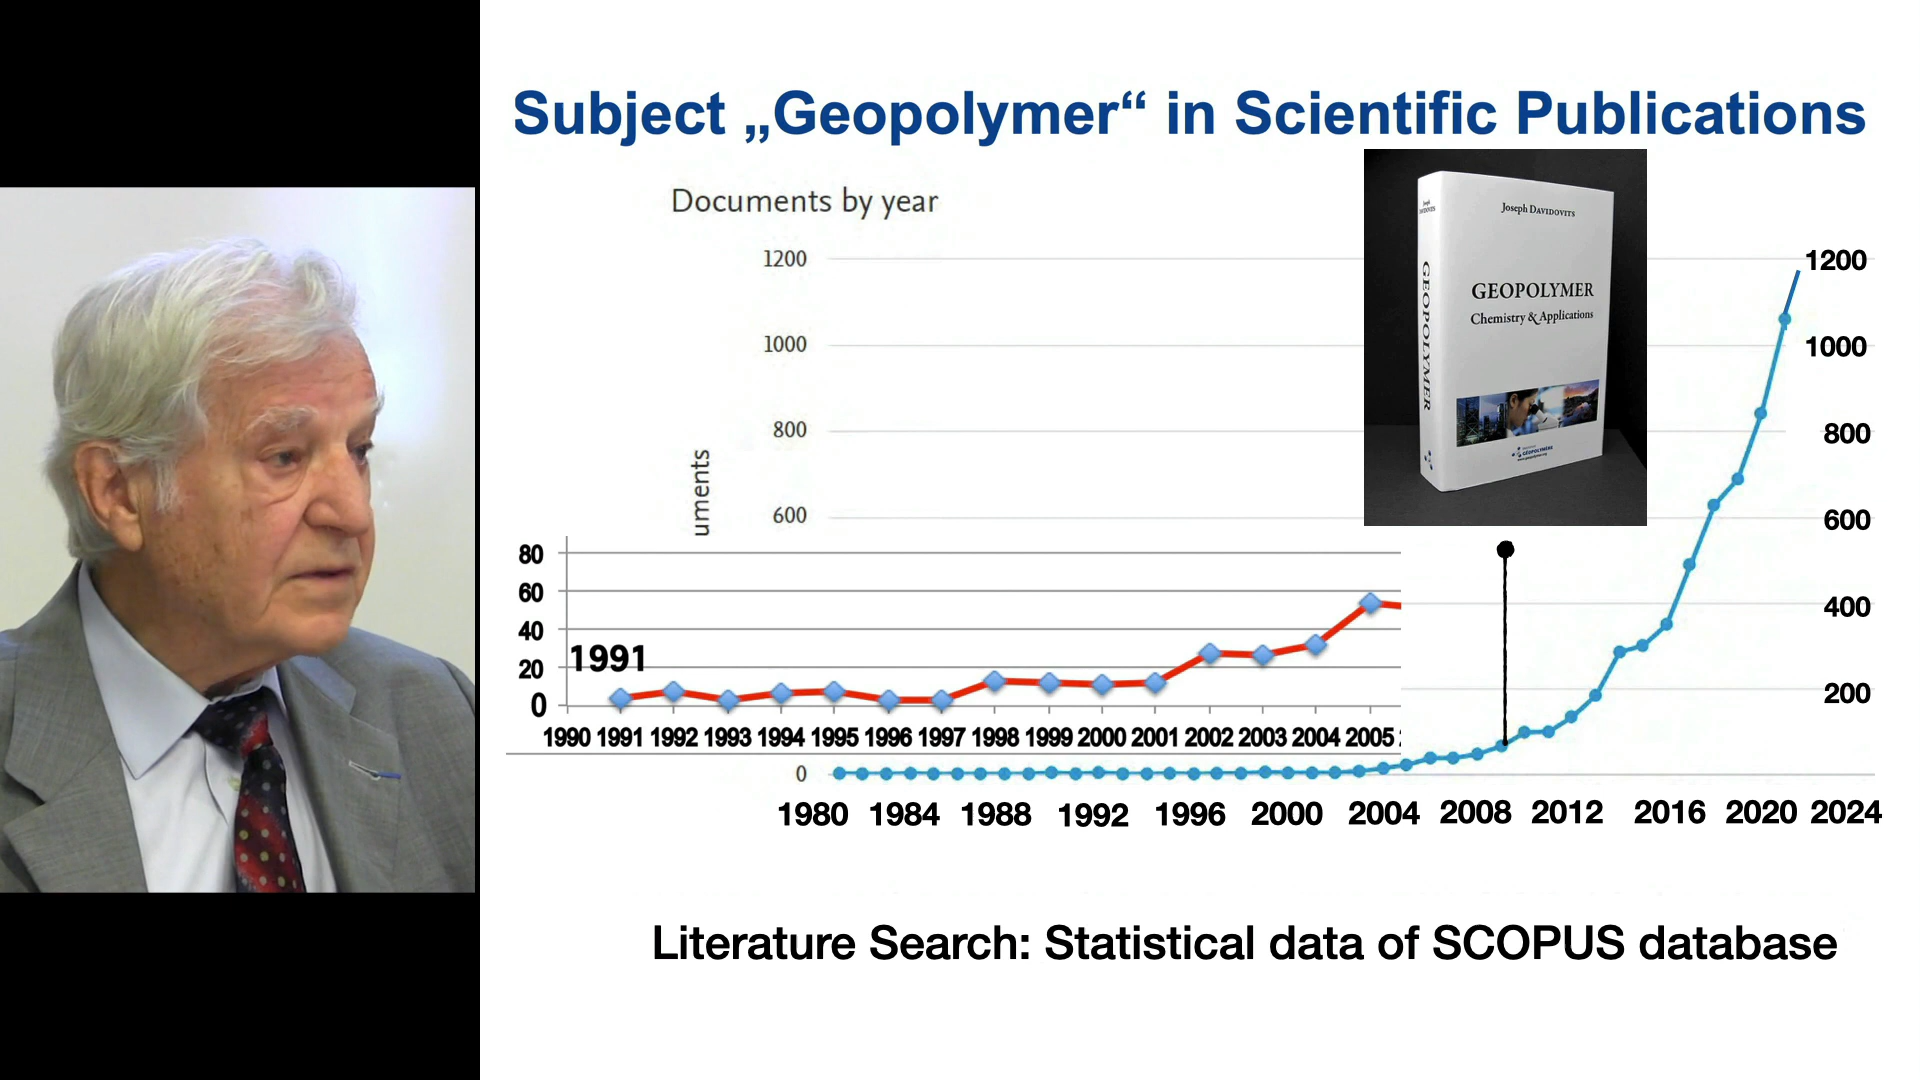 Subject „Geopolymer“ in Scientific Publications
Documents by year
1200
1000
800
uments
600
Joseph DAVIDOVITS
GEOPOLYMER
GEOPOLYMER
Chemistry & Applications
GÉOPOLYMÈRE
1200
1000
800
600
400
200
80
60
40
20
0
1991
1990 1991 1992 1993 1994 1995 1996 1997 1998 1999 2000 2001 2002 2003 2004 2005
0
1980 1984 1988 1992 1996 2000 2004 2008 2012 2016 2020 2024
Literature Search: Statistical data of SCOPUS database